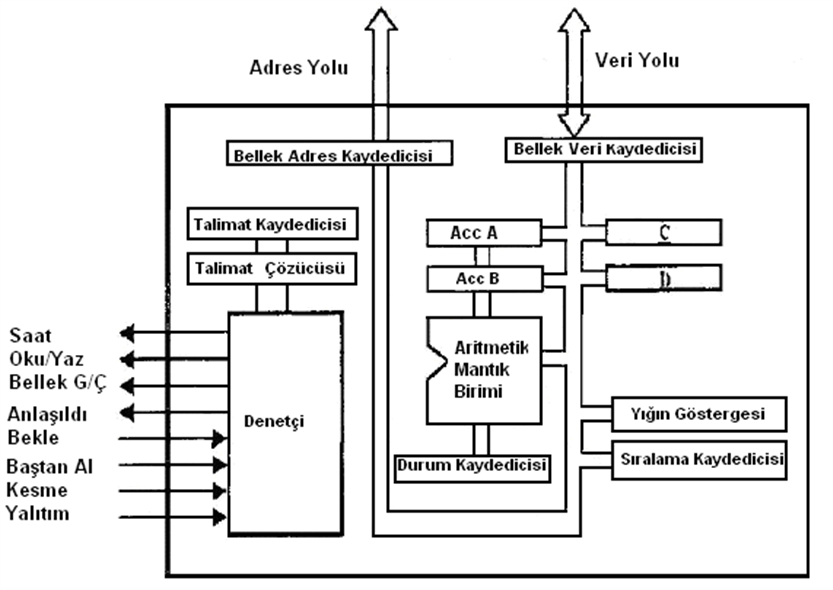 Adres Yolu
Veri Yolu
Bellek Adres Kaydedicisi
Bellek Veri Kaydedicisi
Talimat Kaydedicisi
Talimat Çözücüsü
Acc A
C
Acc B
D
Saat
Oku/Yaz
Bellek G/Ç
Anlaşıldı
Bekle
Baştan Al
Kesme
Yalıtım
Denetçi
Aritmetik
Mantık
Birimi
Durum Kaydedicisi
Yığın Göstergesi
Sıralama Kaydedicisi